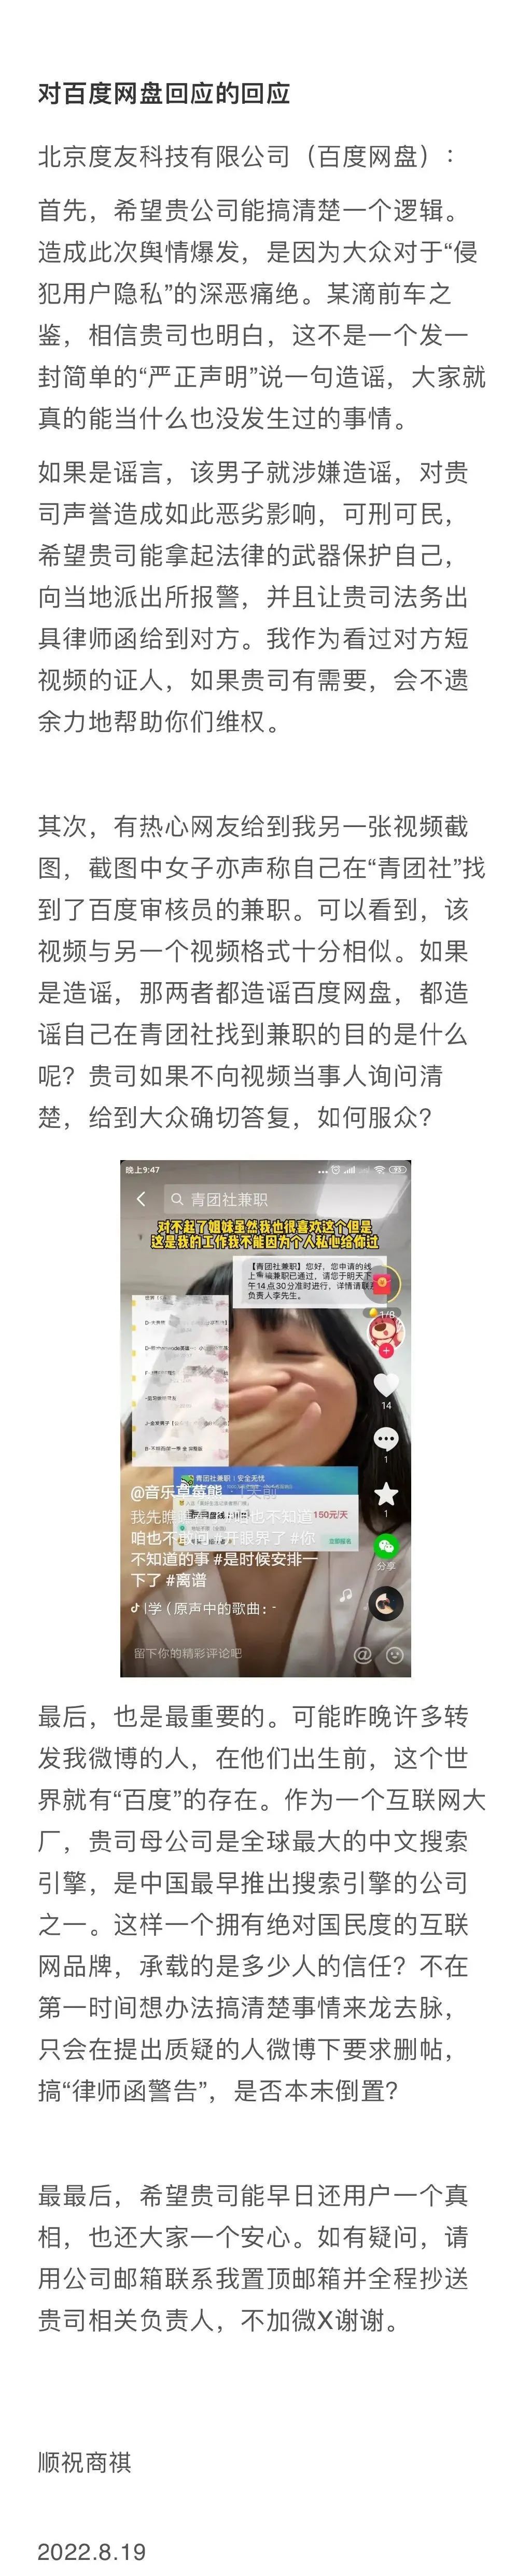 对百度网盘回应的回应
北京度友科技有限公司（百度网盘）：
首先，希望贵公司能搞清楚一个逻辑。
造成此次舆情爆发，是因为大众对于“侵
犯用户隐私”的深恶痛绝。某滴前车之
鉴，相信贵司也明白，这不是一个发一
封简单的“严正声明”说一句造谣，大家就
真的能当什么也没发生过的事情。
如果是谣言，该男子就涉嫌造谣，对贵
司声誉造成如此恶劣影响，可刑可民，
希望贵司能拿起法律的武器保护自己，
向当地派出所报警，并且让贵司法务出
具律师函给到对方。我作为看过对方短
视频的证人，如果贵司有需要，会不遗
余力地帮助你们维权。
其次，有热心网友给到我另一张视频截
图，截图中女子亦声称自己在“青团社”找
到了百度审核员的兼职。可以看到，该
视频与另一个视频格式十分相似。如果
是造谣，那两者都造谣百度网盘，都造
谣自己在青团社找到兼职的目的是什么
呢？贵司如果不向视频当事人询问清
楚，给到大众确切答复，如何服众？
晚上9:47
青团社兼职
对不起了姐妹虽然我也很喜欢这个但是
这是我的工作我不能因为个人私心给你过
【青团社兼职】您好，您申请的线
上审核兼职已通过，请您于明天下
午14点30分准时进行，详情请联系
负责人李先生。
1/8
14
1
1
分享
青团社兼职｜安全无忧
@音乐草莓熊 · 1天前
150元/天
咱也不敢问 #开眼界了 #你
不知道的事 #是时候安排一
下了 #离谱
留下你的精彩评论吧
最后，也是最重要的。可能昨晚许多转
发我微博的人，在他们出生前，这个世
界就有“百度”的存在。作为一个互联网大
厂，贵司母公司是全球最大的中文搜索
引擎，是中国最早推出搜索引擎的公司
之一。这样一个拥有绝对国民度的互联
网品牌，承载的是多少人的信任？不在
第一时间想办法搞清楚事情来龙去脉，
只会在提出质疑的人微博下要求删帖，
搞“律师函警告”，是否本末倒置？
最最后，希望贵司能早日还用户一个真
相，也还大家一个安心。如有疑问，请
用公司邮箱联系我置顶邮箱并全程抄送
贵司相关负责人，不加微X谢谢。
顺祝商祺
2022.8.19